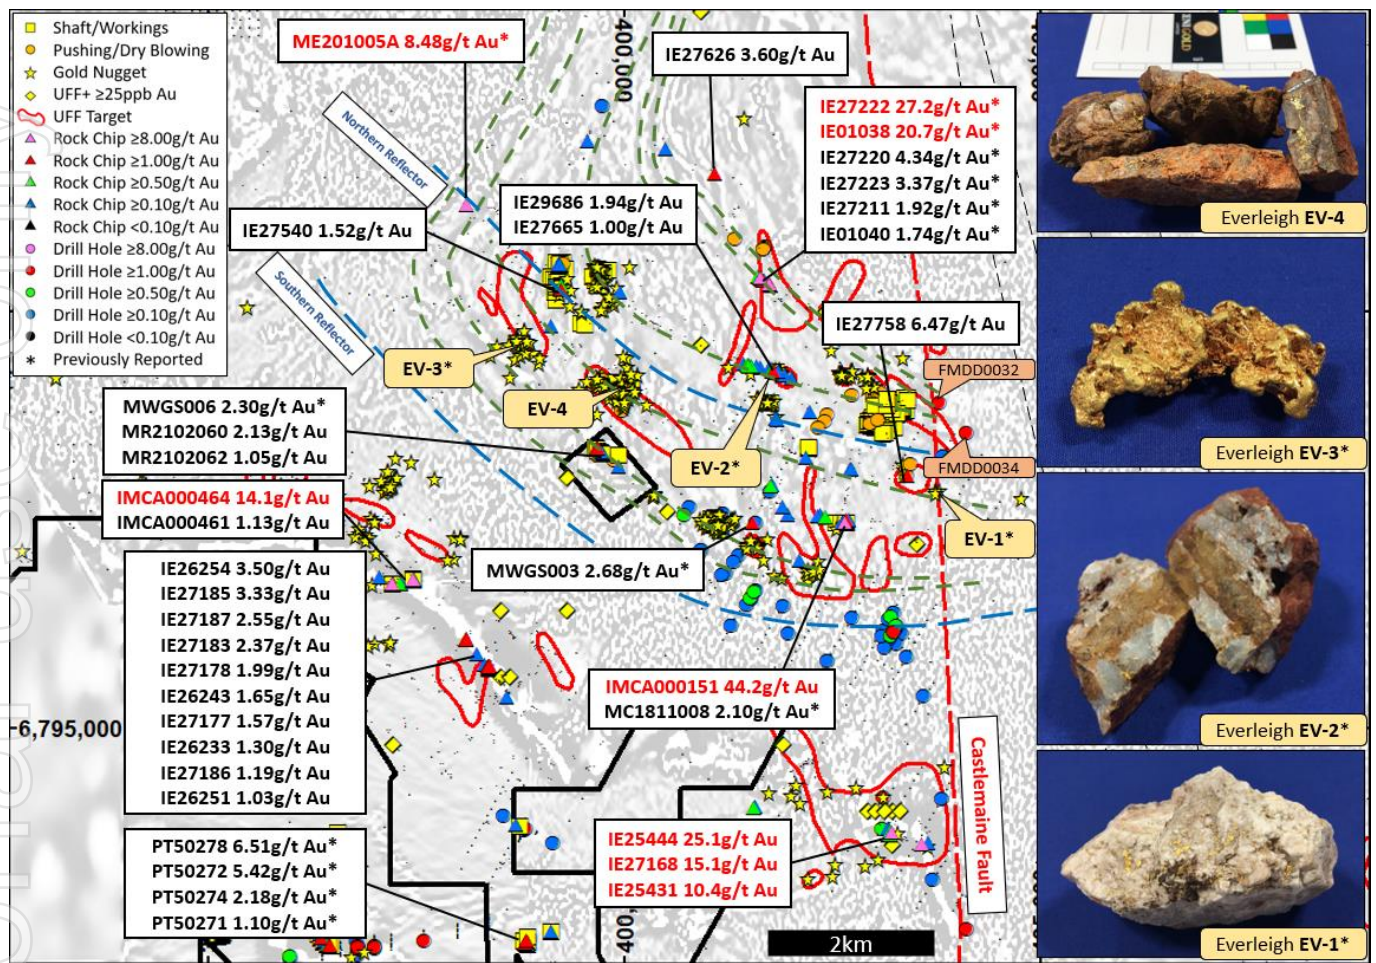 Shaft/Workings
Pushing/Dry Blowing
Gold Nugget
UFF+ ≥25ppb Au
UFF Target
Rock Chip ≥8.00g/t Au
Rock Chip ≥1.00g/t Au
Rock Chip ≥0.50g/t Au
Rock Chip ≥0.10g/t Au
Rock Chip <0.10g/t Au
Drill Hole ≥8.00g/t Au
Drill Hole ≥1.00g/t Au
Drill Hole ≥0.50g/t Au
Drill Hole ≥0.10g/t Au
Drill Hole <0.10g/t Au
* Previously Reported
ME201005A 8.48g/t Au*
400,000
IE27626 3.60g/t Au
IE27222 27.2g/t Au*
IE01038 20.7g/t Au*
IE27220 4.34g/t Au*
IE27223 3.37g/t Au*
IE27211 1.92g/t Au*
IE01040 1.74g/t Au*
Northern Reflector
IE29686 1.94g/t Au
IE27665 1.00g/t Au
IE27540 1.52g/t Au
Southern Reflector
IE27758 6.47g/t Au
EV-3*
EV-4
EV-2*
EV-1*
FMDD0032
FMDD0034
MWGS006 2.30g/t Au*
MR2102060 2.13g/t Au
MR2102062 1.05g/t Au
IMCA000464 14.1g/t Au
IMCA000461 1.13g/t Au
MWGS003 2.68g/t Au*
IE26254 3.50g/t Au
IE27185 3.33g/t Au
IE27187 2.55g/t Au
IE27183 2.37g/t Au
IE27178 1.99g/t Au
IE26243 1.65g/t Au
IE27177 1.57g/t Au
IE26233 1.30g/t Au
IE27186 1.19g/t Au
IE26251 1.03g/t Au
IMCA000151 44.2g/t Au
MC1811008 2.10g/t Au*
-6,795,000
Castlemaine Fault
IE25444 25.1g/t Au
IE27168 15.1g/t Au
IE25431 10.4g/t Au
PT50278 6.51g/t Au*
PT50272 5.42g/t Au*
PT50274 2.18g/t Au*
PT50271 1.10g/t Au*
2km
Everleigh EV-4
Everleigh EV-3*
Everleigh EV-2*
Everleigh EV-1*